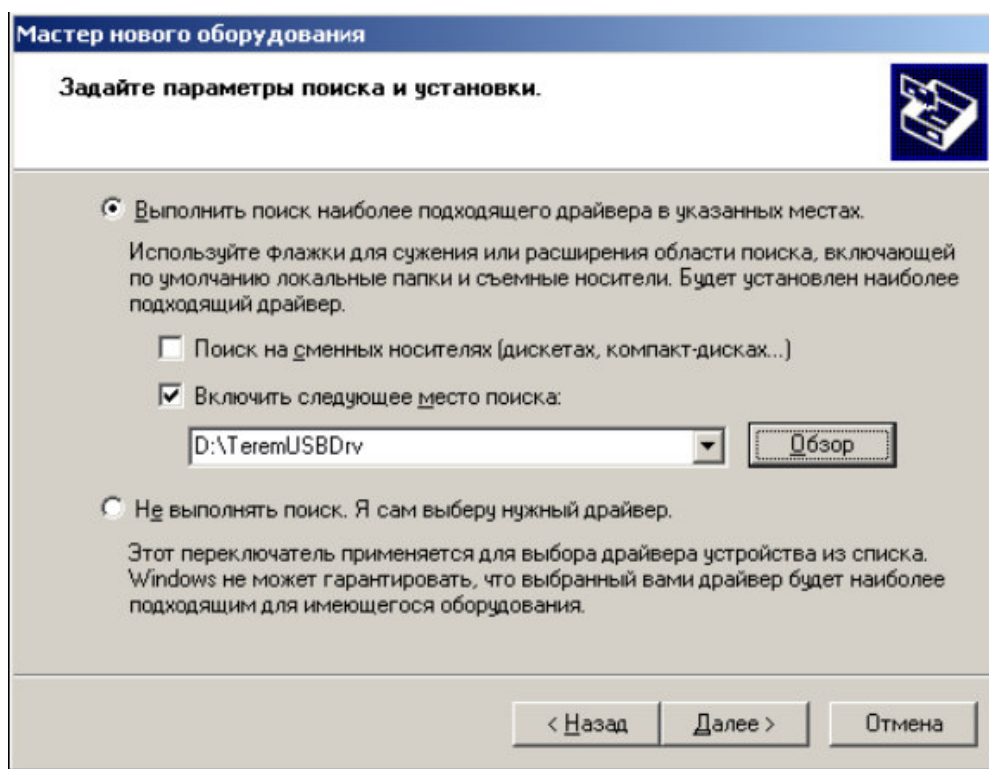 Мастер нового оборудования
Задайте параметры поиска и установки.
Выполнить поиск наиболее подходящего драйвера в указанных местах.
Используйте флажки для сужения или расширения области поиска, включающей
по умолчанию локальные папки и съемные носители. Будет установлен наиболее
подходящий драйвер.
Поиск на сменных носителях (дискетах, компакт-дисках...)
Включить следующее место поиска:
D:\TeremUSBDrv
Обзор
Не выполнять поиск. Я сам выберу нужный драйвер.
Этот переключатель применяется для выбора драйвера устройства из списка.
Windows не может гарантировать, что выбранный вами драйвер будет наиболее
подходящим для имеющегося оборудования.
< Назад Далее > Отмена